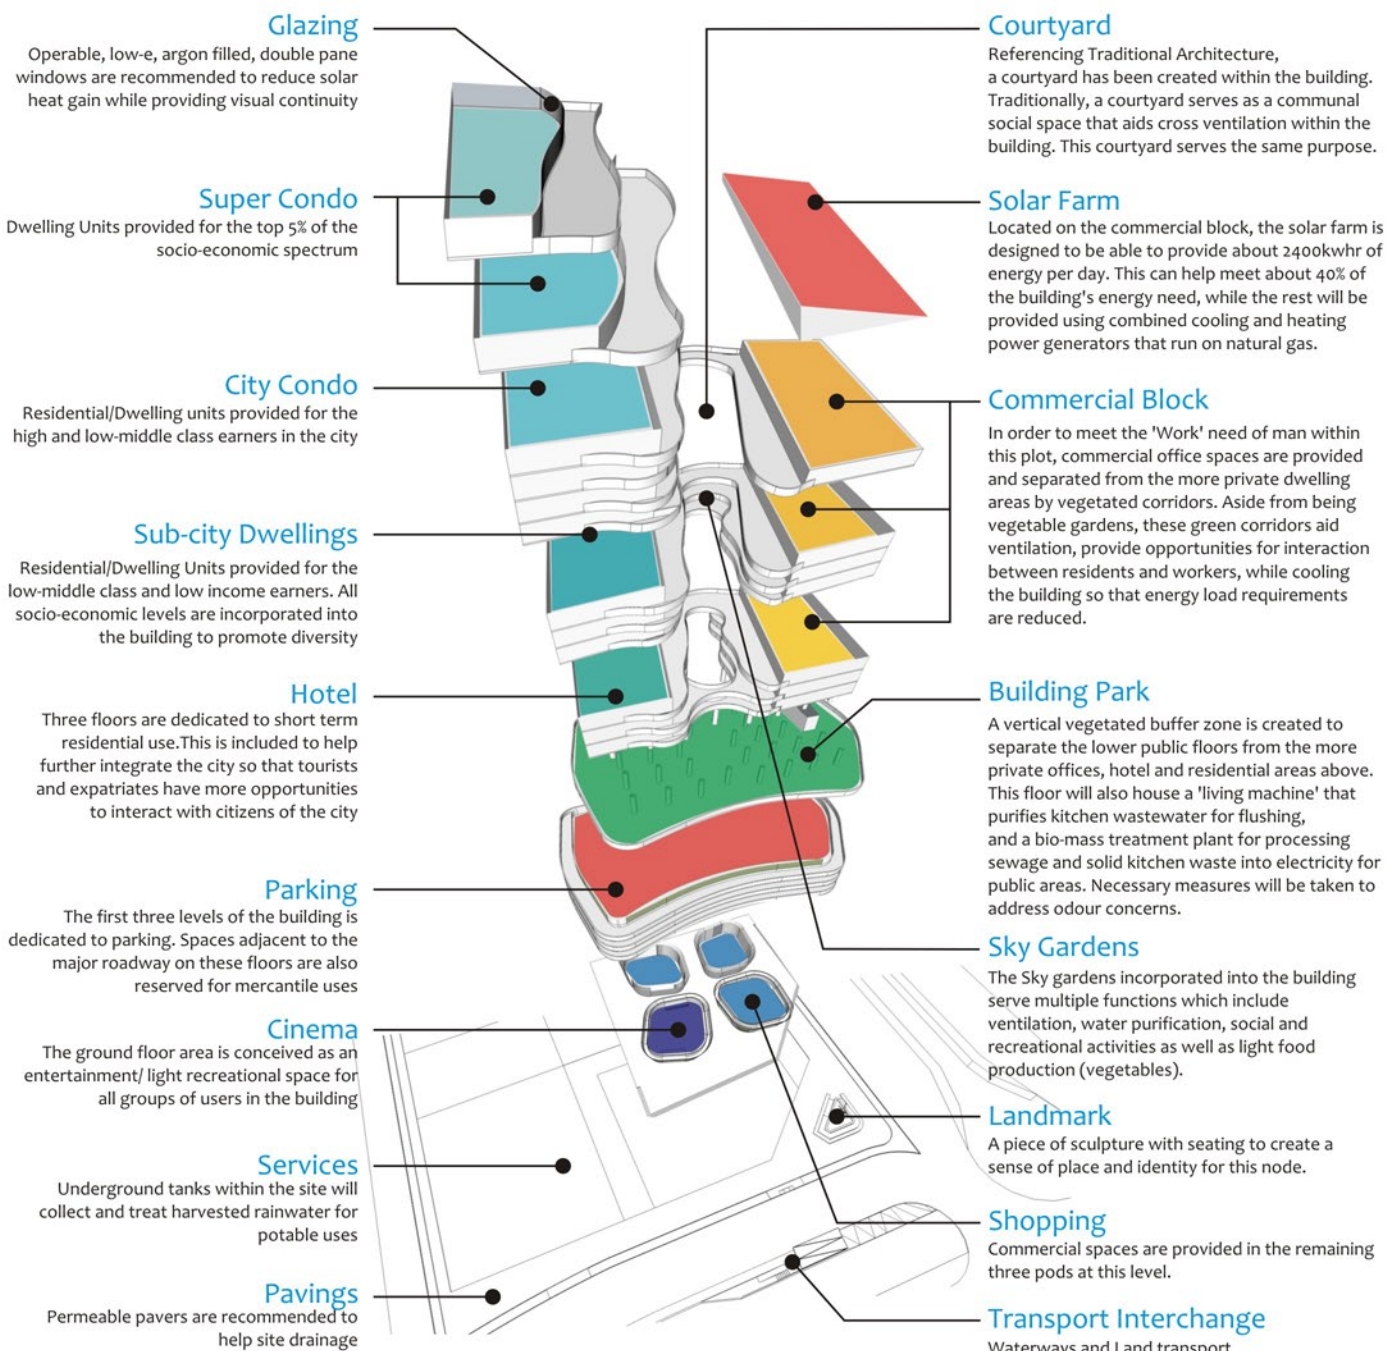 Glazing
Operable, low-e, argon filled, double pane
windows are recommended to reduce solar
heat gain while providing visual continuity
Super Condo
Dwelling Units provided for the top 5% of the
socio-economic spectrum
City Condo
Residential/Dwelling units provided for the
high and low-middle class earners in the city
Sub-city Dwellings
Residential/Dwelling Units provided for the
low-middle class and low income earners. All
socio-economic levels are incorporated into
the building to promote diversity
Hotel
Three floors are dedicated to short term
residential use.This is included to help
further integrate the city so that tourists
and expatriates have more opportunities
to interact with citizens of the city
Parking
The first three levels of the building is
dedicated to parking. Spaces adjacent to the
major roadway on these floors are also
reserved for mercantile uses
Cinema
The ground floor area is conceived as an
entertainment/ light recreational space for
all groups of users in the building
Services
Underground tanks within the site will
collect and treat harvested rainwater for
potable uses
Pavings
Permeable pavers are recommended to
help site drainage
Courtyard
Referencing Traditional Architecture,
a courtyard has been created within the building.
Traditionally, a courtyard serves as a communal
social space that aids cross ventilation within the
building. This courtyard serves the same purpose.
Solar Farm
Located on the commercial block, the solar farm is
designed to be able to provide about 2400kwhr of
energy per day. This can help meet about 40% of
the building's energy need, while the rest will be
provided using combined cooling and heating
power generators that run on natural gas.
Commercial Block
In order to meet the 'Work' need of man within
this plot, commercial office spaces are provided
and separated from the more private dwelling
areas by vegetated corridors. Aside from being
vegetable gardens, these green corridors aid
ventilation, provide opportunities for interaction
between residents and workers, while cooling
the building so that energy load requirements
are reduced.
Building Park
A vertical vegetated buffer zone is created to
separate the lower public floors from the more
private offices, hotel and residential areas above.
This floor will also house a 'living machine' that
purifies kitchen wastewater for flushing,
and a bio-mass treatment plant for processing
sewage and solid kitchen waste into electricity for
public areas. Necessary measures will be taken to
address odour concerns.
Sky Gardens
The Sky gardens incorporated into the building
serve multiple functions which include
ventilation, water purification, social and
recreational activities as well as light food
production (vegetables).
Landmark
A piece of sculpture with seating to create a
sense of place and identity for this node.
Shopping
Commercial spaces are provided in the remaining
three pods at this level.
Transport Interchange
Waterways and Land transport